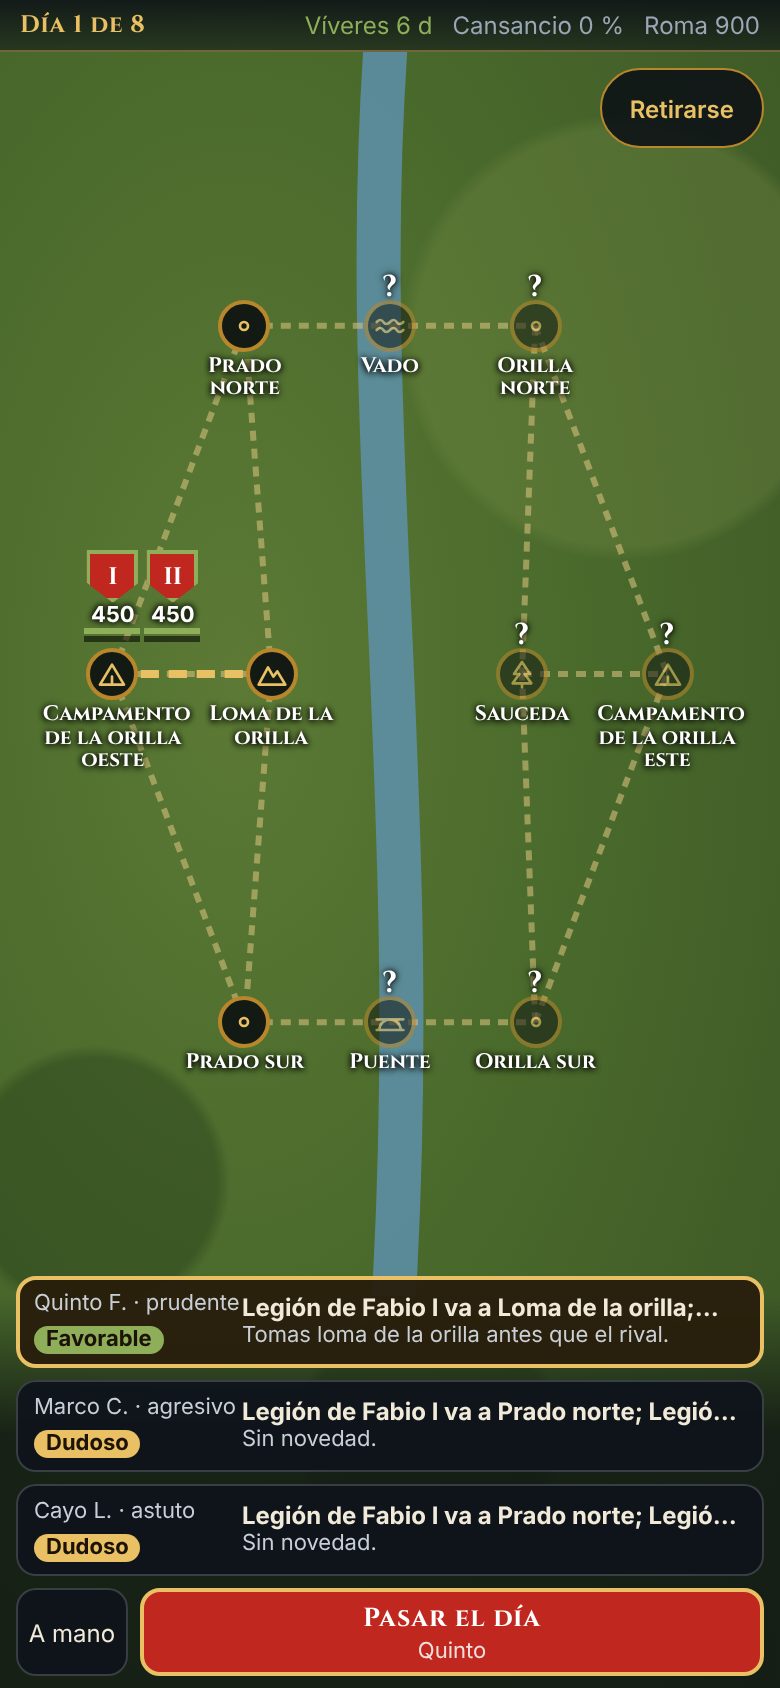 Día 1 de 8
Víveres 6 d Cansancio 0 % Roma 900
Retirarse
? ?
Prado norte
Vado
Orilla norte
I II
450 450
? ?
Campamento de la orilla oeste
Loma de la orilla
Sauceda
Campamento de la orilla este
? ?
Prado sur
Puente
Orilla sur
Quinto F. · prudente
Favorable
Legión de Fabio I va a Loma de la orilla;...
Tomas loma de la orilla antes que el rival.
Marco C. · agresivo
Dudoso
Legión de Fabio I va a Prado norte; Legió...
Sin novedad.
Cayo L. · astuto
Dudoso
Legión de Fabio I va a Prado norte; Legió...
Sin novedad.
A mano
Pasar el día
Quinto